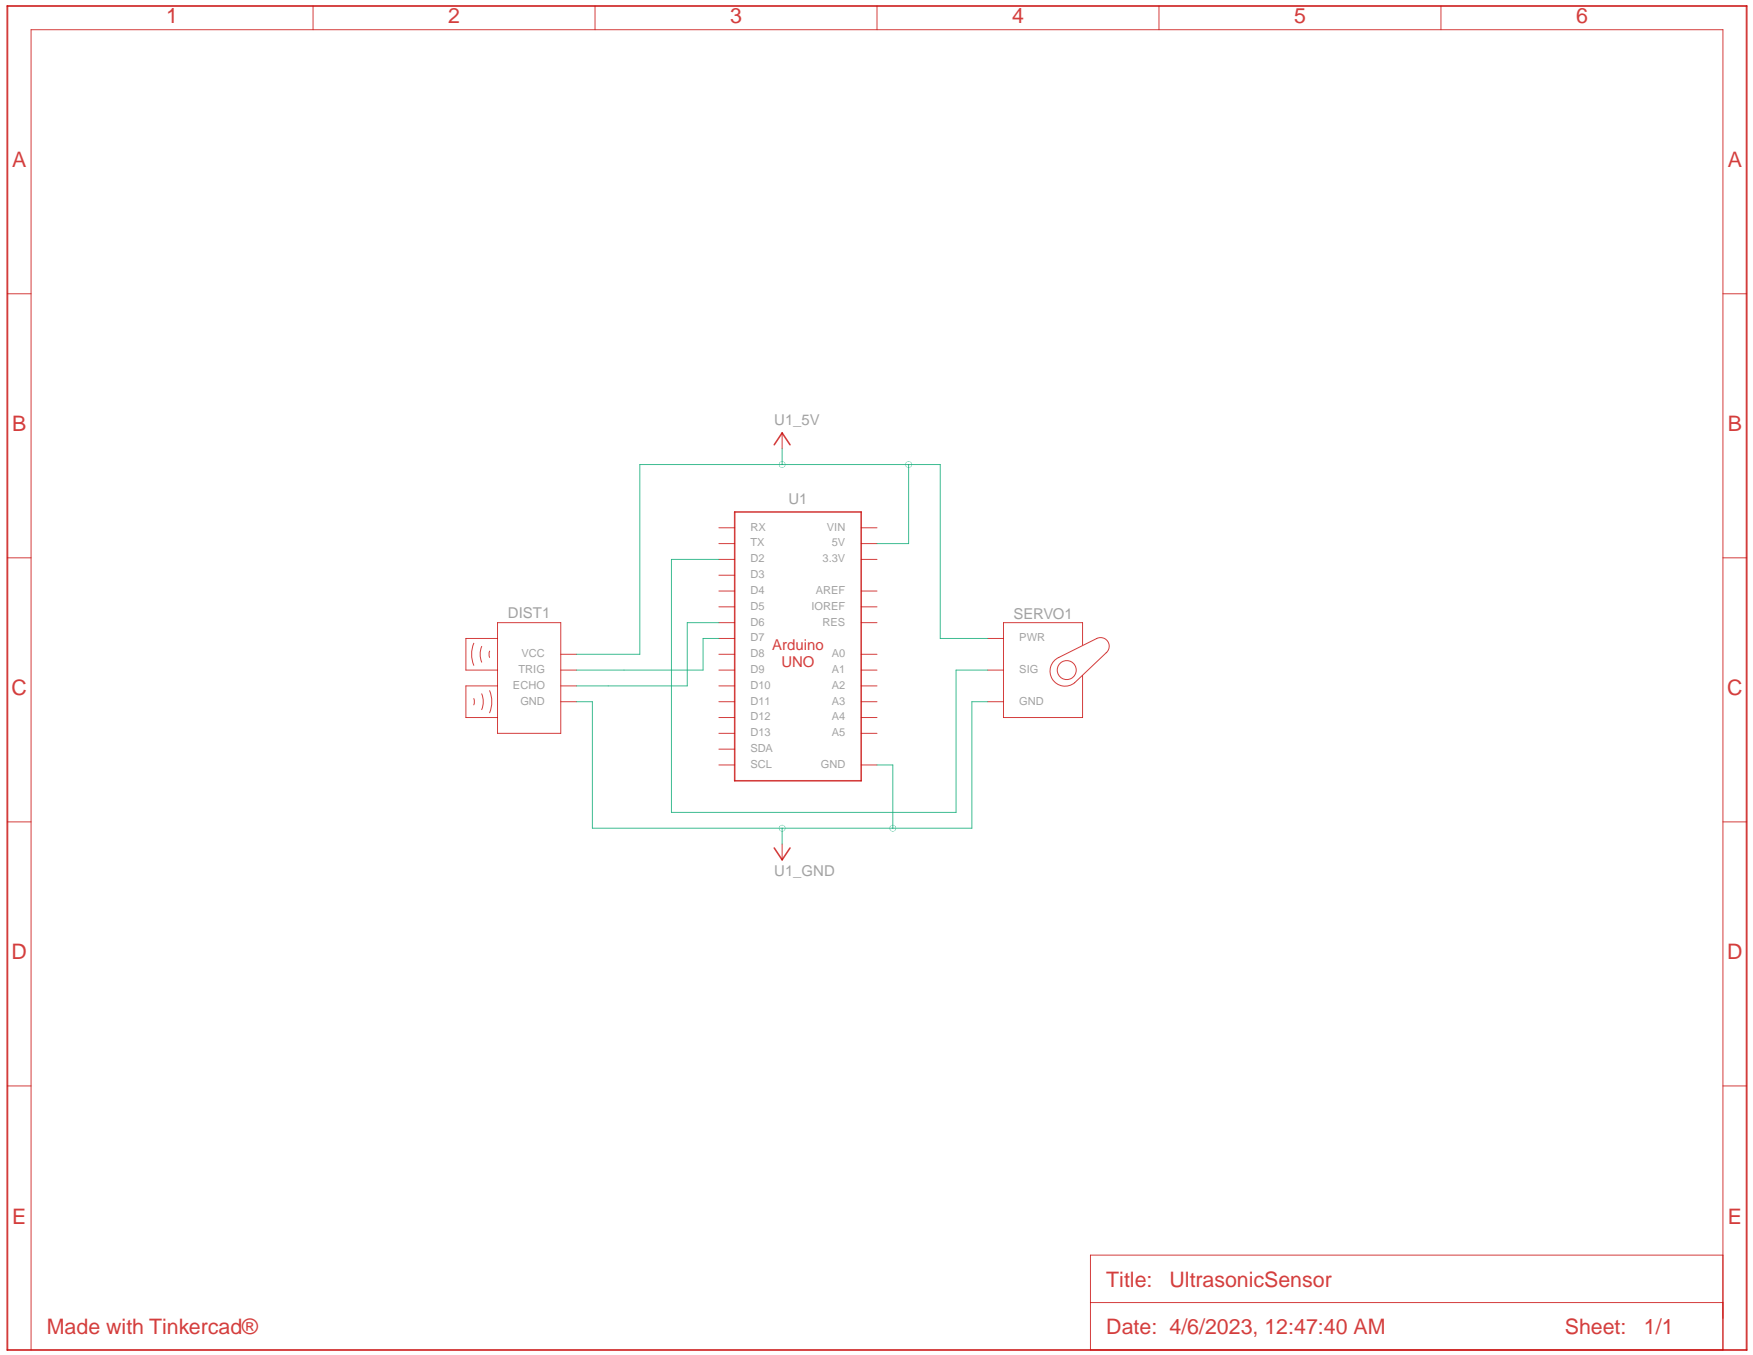 1 2 3 4 5 6
A A
B B
U1_5V
U1
RX VIN
TX 5V
D2 3.3V
D3
D4 AREF
D5 IOREF
D6 RES
D7
Arduino
UNO
D8 A0
D9 A1
D10 A2
D11 A3
D12 A4
D13 A5
SDA
SCL GND
DIST1
VCC
TRIG
ECHO
GND
SERVO1
PWR
SIG
GND
C C
U1_GND
D D
E E
Title: UltrasonicSensor
Made with Tinkercad®
Date: 4/6/2023, 12:47:40 AM Sheet: 1/1